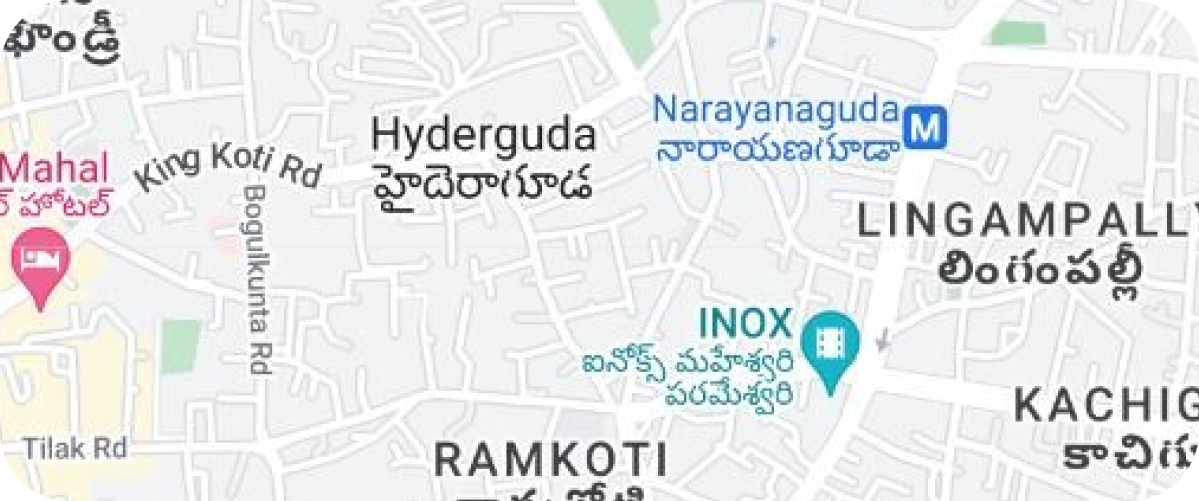 ఫౌండ్రీ
Narayanaguda
నారాయణగూడా
M
Hyderguda
హైదెరాగూడ
Mahal
హోటల్
King Koti Rd
Bogulkunta Rd
LINGAMPALLY
లింగంపల్లీ
INOX
ఐనోక్స్ మహేశ్వరి
పరమేశ్వరి
KACHIG
కాచిగు
Tilak Rd
RAMKOTI